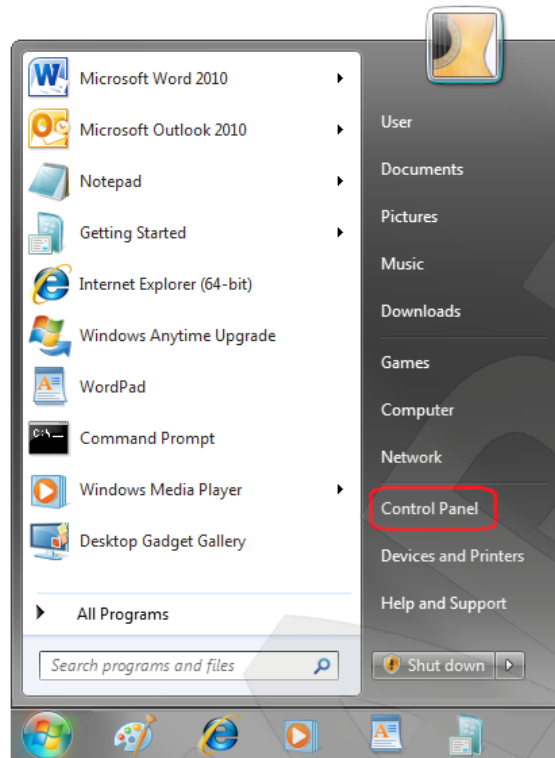 Microsoft Word 2010
Microsoft Outlook 2010
Notepad
Getting Started
Internet Explorer (64-bit)
Windows Anytime Upgrade
WordPad
C:\_
Command Prompt
Windows Media Player
Desktop Gadget Gallery
All Programs
Search programs and files
User
Documents
Pictures
Music
Downloads
Games
Computer
Network
Control Panel
Devices and Printers
Help and Support
Shut down